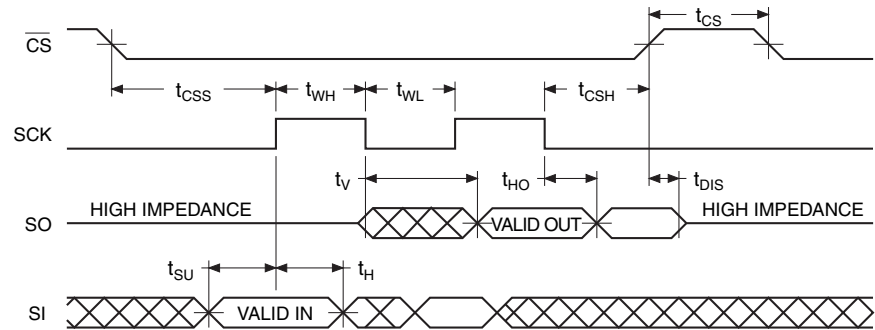 t_CS
C̅S̅
t_CSS t_WH t_WL t_CSH
SCK
t_V t_HO t_DIS
HIGH IMPEDANCE VALID OUT HIGH IMPEDANCE
SO
t_SU t_H
SI VALID IN